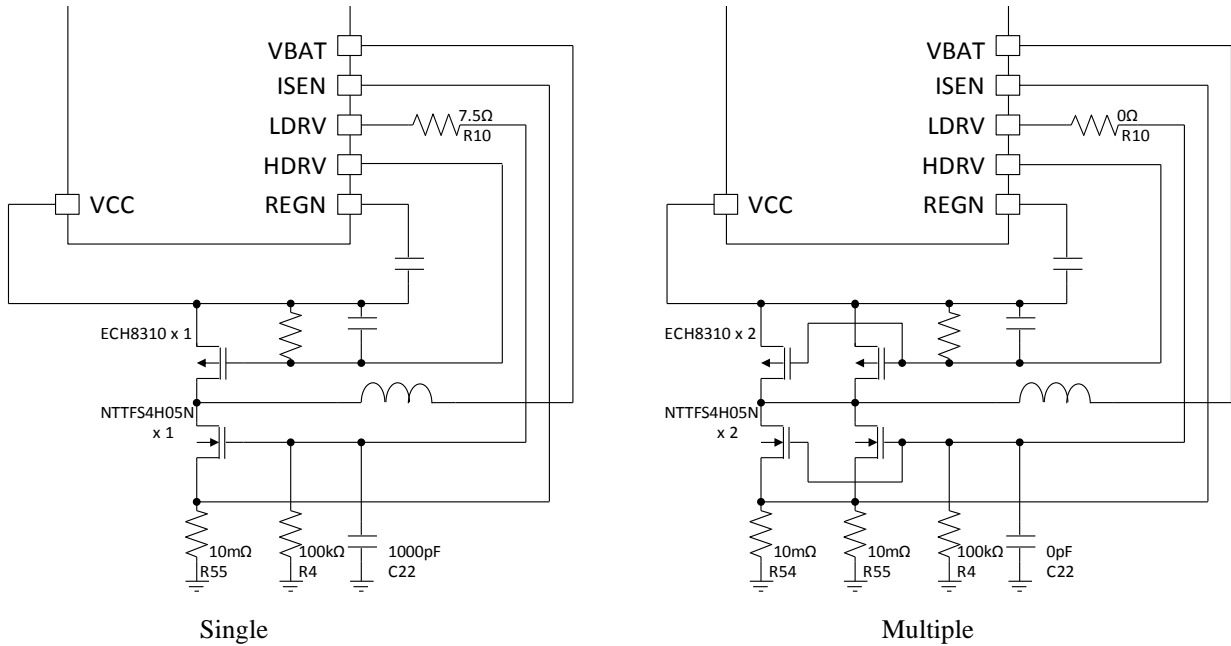 VBAT
ISEN
LDRV
7.5Ω
R10
HDRV
VCC
REGN
ECH8310 x 1
NTTFS4H05N
x 1
10mΩ
R55
100kΩ
R4
1000pF
C22
Single
VBAT
ISEN
LDRV
0Ω
R10
HDRV
VCC
REGN
ECH8310 x 2
NTTFS4H05N
x 2
10mΩ
R54
10mΩ
R55
100kΩ
R4
0pF
C22
Multiple